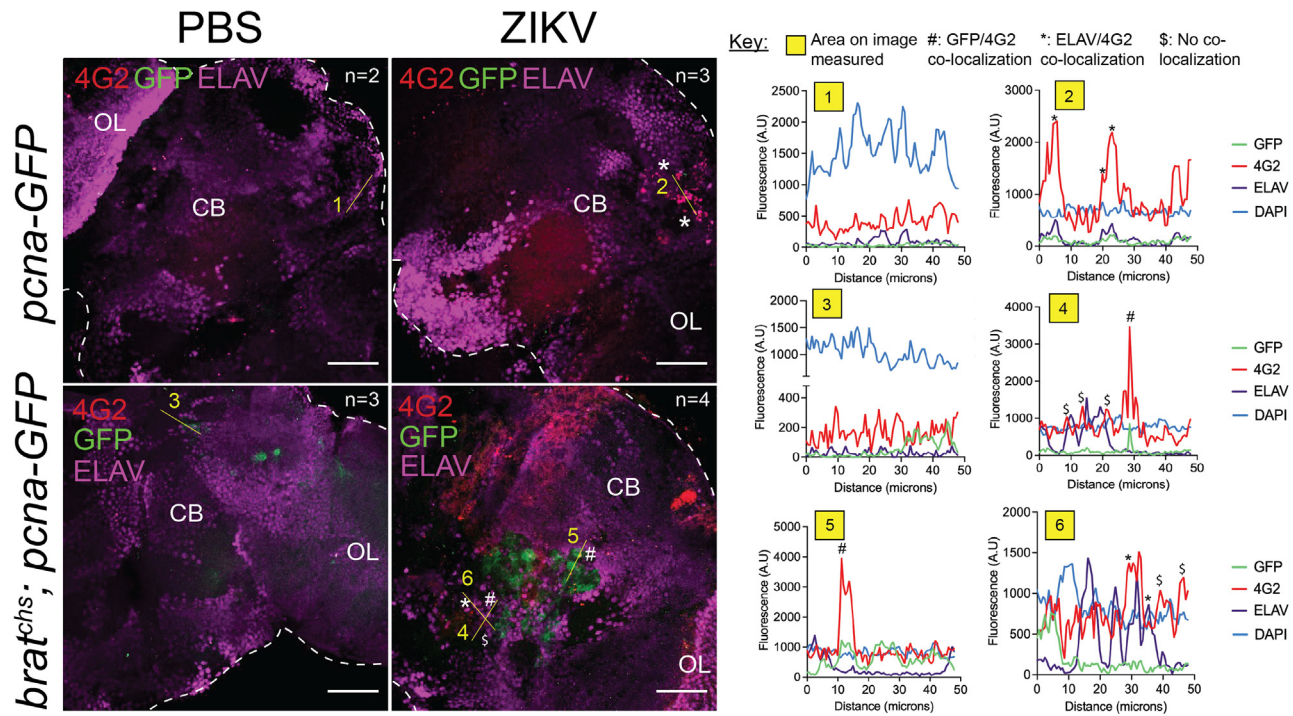 PBS
ZIKV
pcna-GFP
brat^chs; pcna-GFP
4G2 GFP ELAV
n=2
OL
CB
1
4G2 GFP ELAV
n=3
*
2
*
CB
OL
4G2
GFP
ELAV
n=3
3
CB
OL
4G2
GFP
ELAV
n=4
CB
5
#
6
*
#
4
$
OL
Key:
Area on image measured
#: GFP/4G2 co-localization
*: ELAV/4G2 co-localization
$: No co-localization
1
Fluorescence (A.U)
2500
2000
1500
1000
500
0
0 10 20 30 40 50
Distance (microns)
2
* * *
Fluorescence (A.U)
3000
2000
1000
0
0 10 20 30 40 50
Distance (microns)
GFP
4G2
ELAV
DAPI
3
Fluorescence (A.U)
2000
1500
1000
400
200
0
0 10 20 30 40 50
Distance (microns)
4
$ $ $ #
Fluorescence (A.U)
4000
3000
2000
1000
0
0 10 20 30 40 50
Distance (microns)
GFP
4G2
ELAV
DAPI
5
#
Fluorescence (A.U)
5000
4000
3000
2000
1000
0
0 10 20 30 40 50
Distance (microns)
6
* * $ $
Fluorescence (A.U)
2000
1500
1000
500
0
0 10 20 30 40 50
Distance (microns)
GFP
4G2
ELAV
DAPI